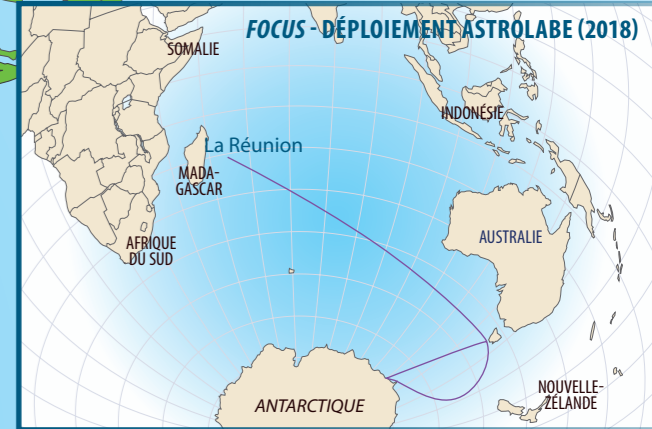 FOCUS - DÉPLOIEMENT ASTROLABE (2018)
SOMALIE
INDONÉSIE
La Réunion
MADA-
GASCAR
AFRIQUE
DU SUD
AUSTRALIE
ANTARCTIQUE
NOUVELLE-
ZÉLANDE